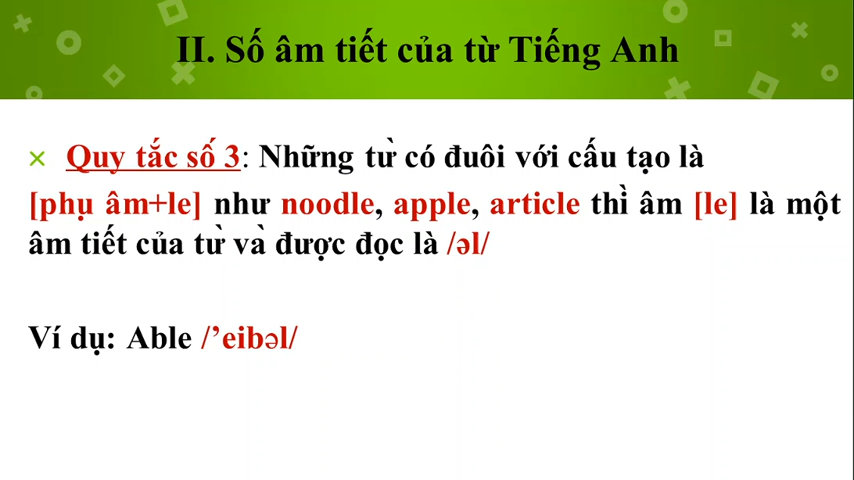 II. Số âm tiết của từ Tiếng Anh
× Quy tắc số 3: Những từ có đuôi với cấu tạo là
[phụ âm+le] như noodle, apple, article thì âm [le] là một
âm tiết của từ và được đọc là /əl/
Ví dụ: Able /’eibəl/